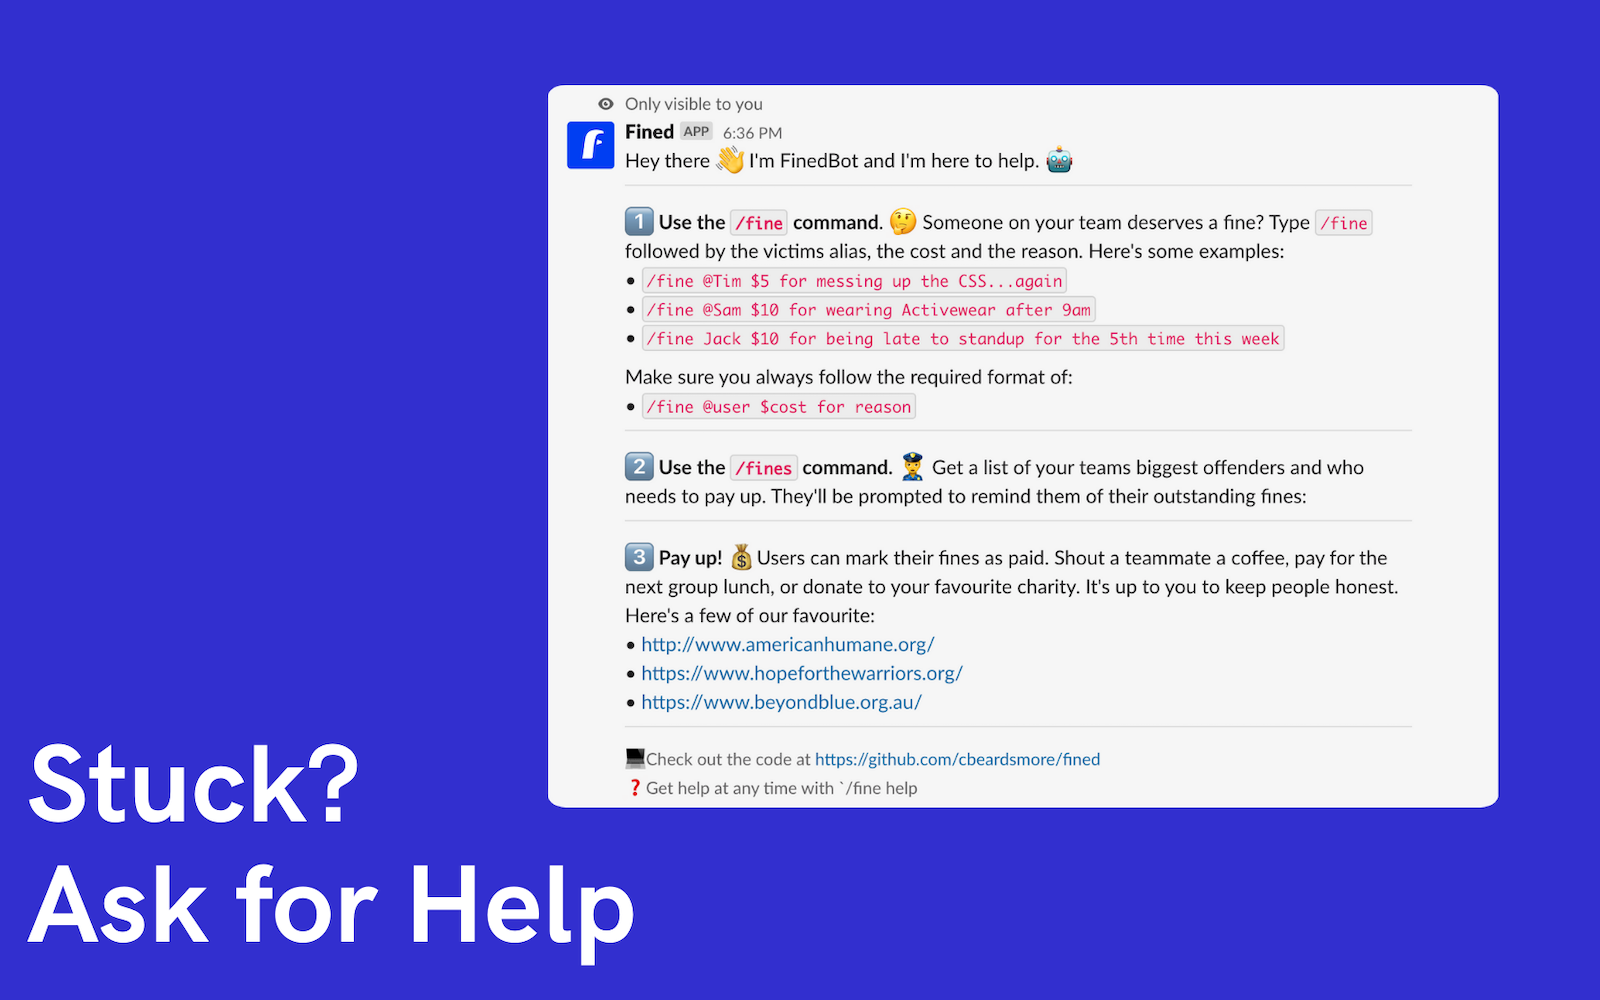 Only visible to you
Fined APP 6:36 PM
Hey there 👋 I'm FinedBot and I'm here to help. 🤖
1️⃣ Use the /fine command. 🤔 Someone on your team deserves a fine? Type /fine
followed by the victims alias, the cost and the reason. Here's some examples:
• /fine @Tim $5 for messing up the CSS...again
• /fine @Sam $10 for wearing Activewear after 9am
• /fine Jack $10 for being late to standup for the 5th time this week
Make sure you always follow the required format of:
• /fine @user $cost for reason
2️⃣ Use the /fines command. 👮 Get a list of your teams biggest offenders and who
needs to pay up. They'll be prompted to remind them of their outstanding fines:
3️⃣ Pay up! 💰 Users can mark their fines as paid. Shout a teammate a coffee, pay for the
next group lunch, or donate to your favourite charity. It's up to you to keep people honest.
Here's a few of our favourite:
• http://www.americanhumane.org/
• https://www.hopeforthewarriors.org/
• https://www.beyondblue.org.au/
💻Check out the code at https://github.com/cbeardsmore/fined
❓ Get help at any time with `/fine help
Stuck?
Ask for Help